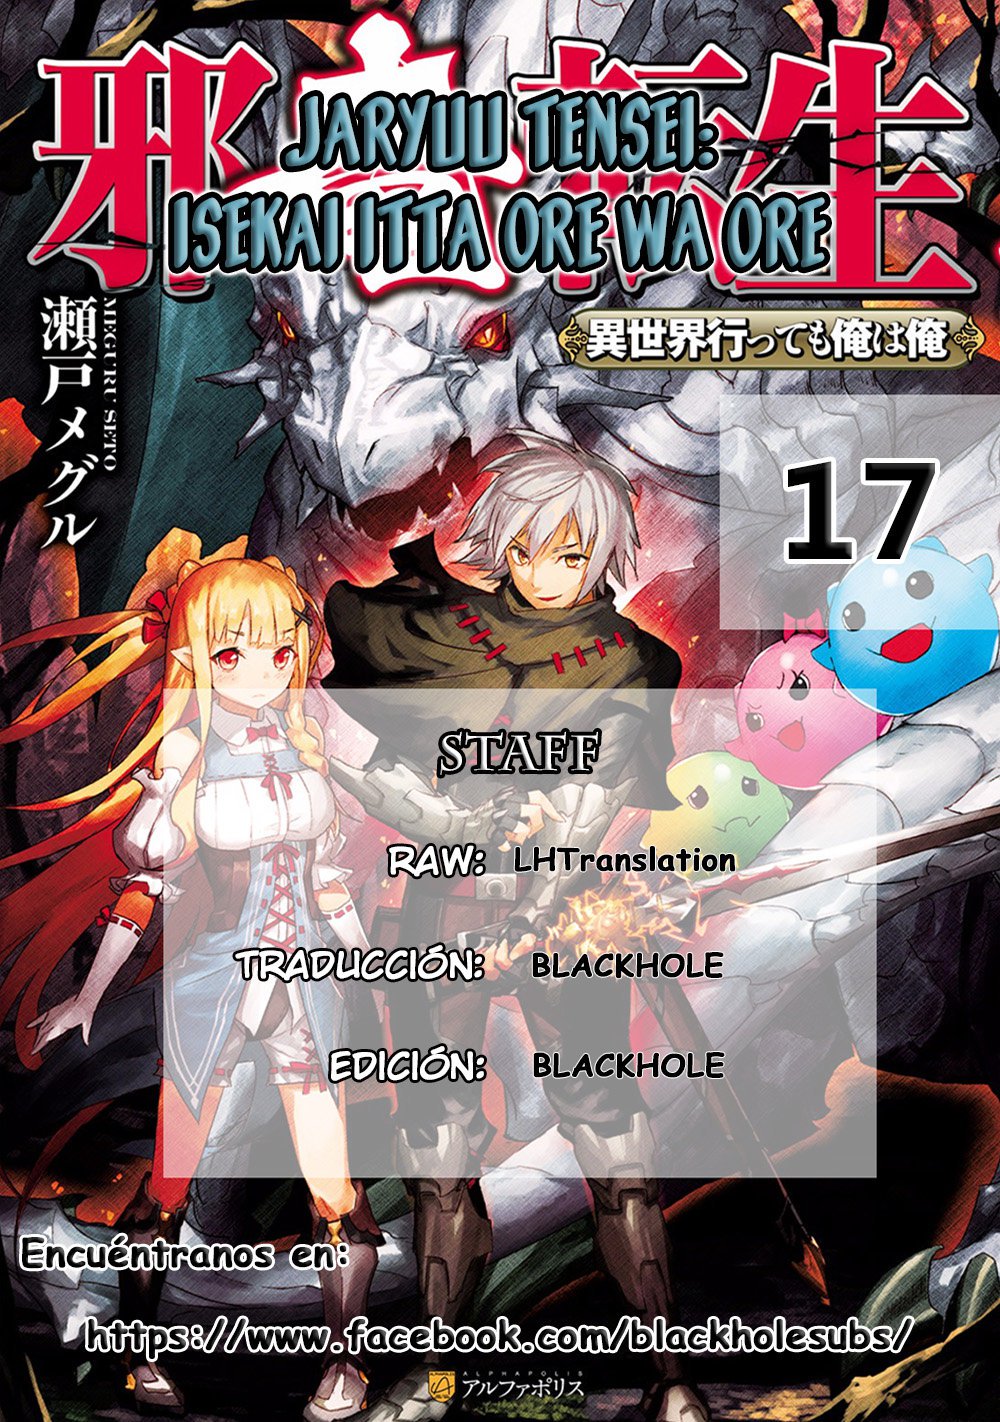 邪竜転生
JARYUU TENSEI:
ISEKAI ITTA ORE WA ORE
異世界行っても俺は俺
瀬戸メグル
MEGURU SETO
17
STAFF
RAW: LHTranslation
TRADUCCIÓN: BLACKHOLE
EDICIÓN: BLACKHOLE
Encuéntranos en:
https://www.facebook.com/blackholesubs/
ALPHAPOLIS
アルファポリス